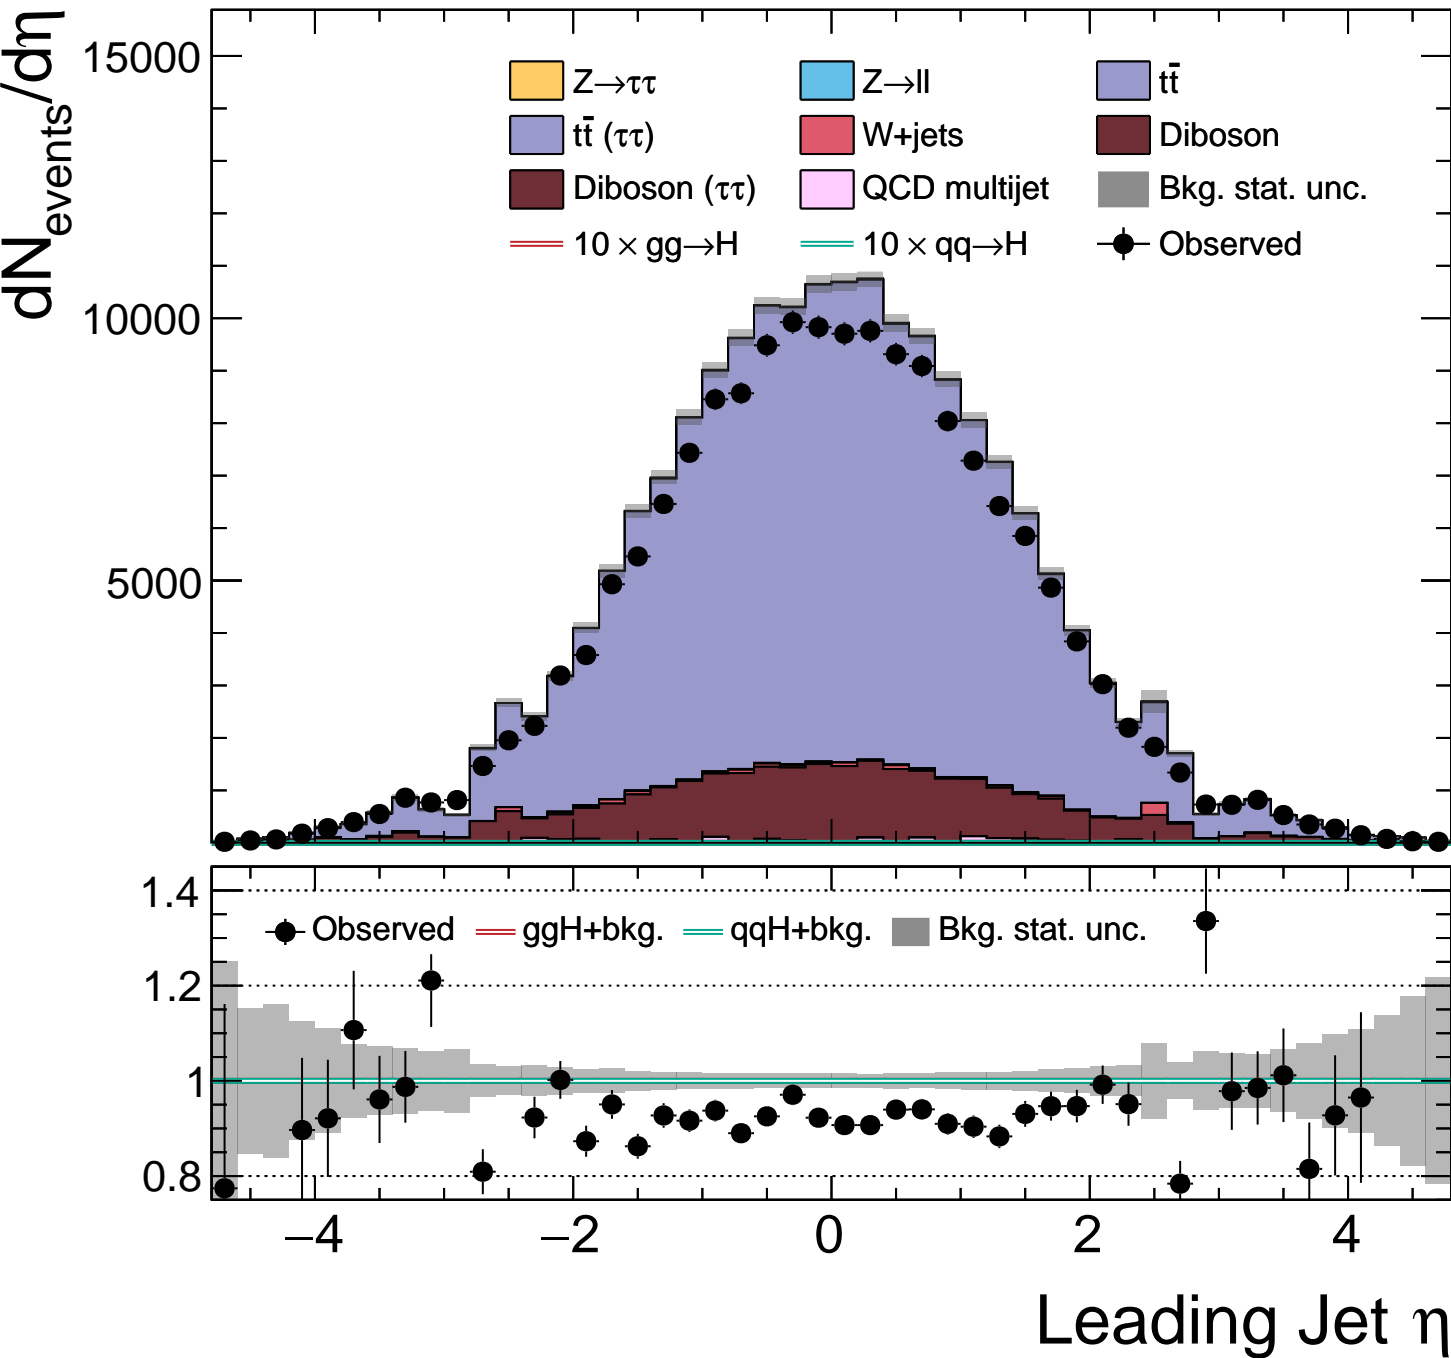 dN_events/dη
15000
10000
5000
Z→ττ Z→ll tt̄
tt̄ (ττ) W+jets Diboson
Diboson (ττ) QCD multijet Bkg. stat. unc.
10 × gg→H 10 × qq→H Observed
1.4
1.2
1
0.8
Observed ggH+bkg. qqH+bkg. Bkg. stat. unc.
−4 −2 0 2 4
Leading Jet η